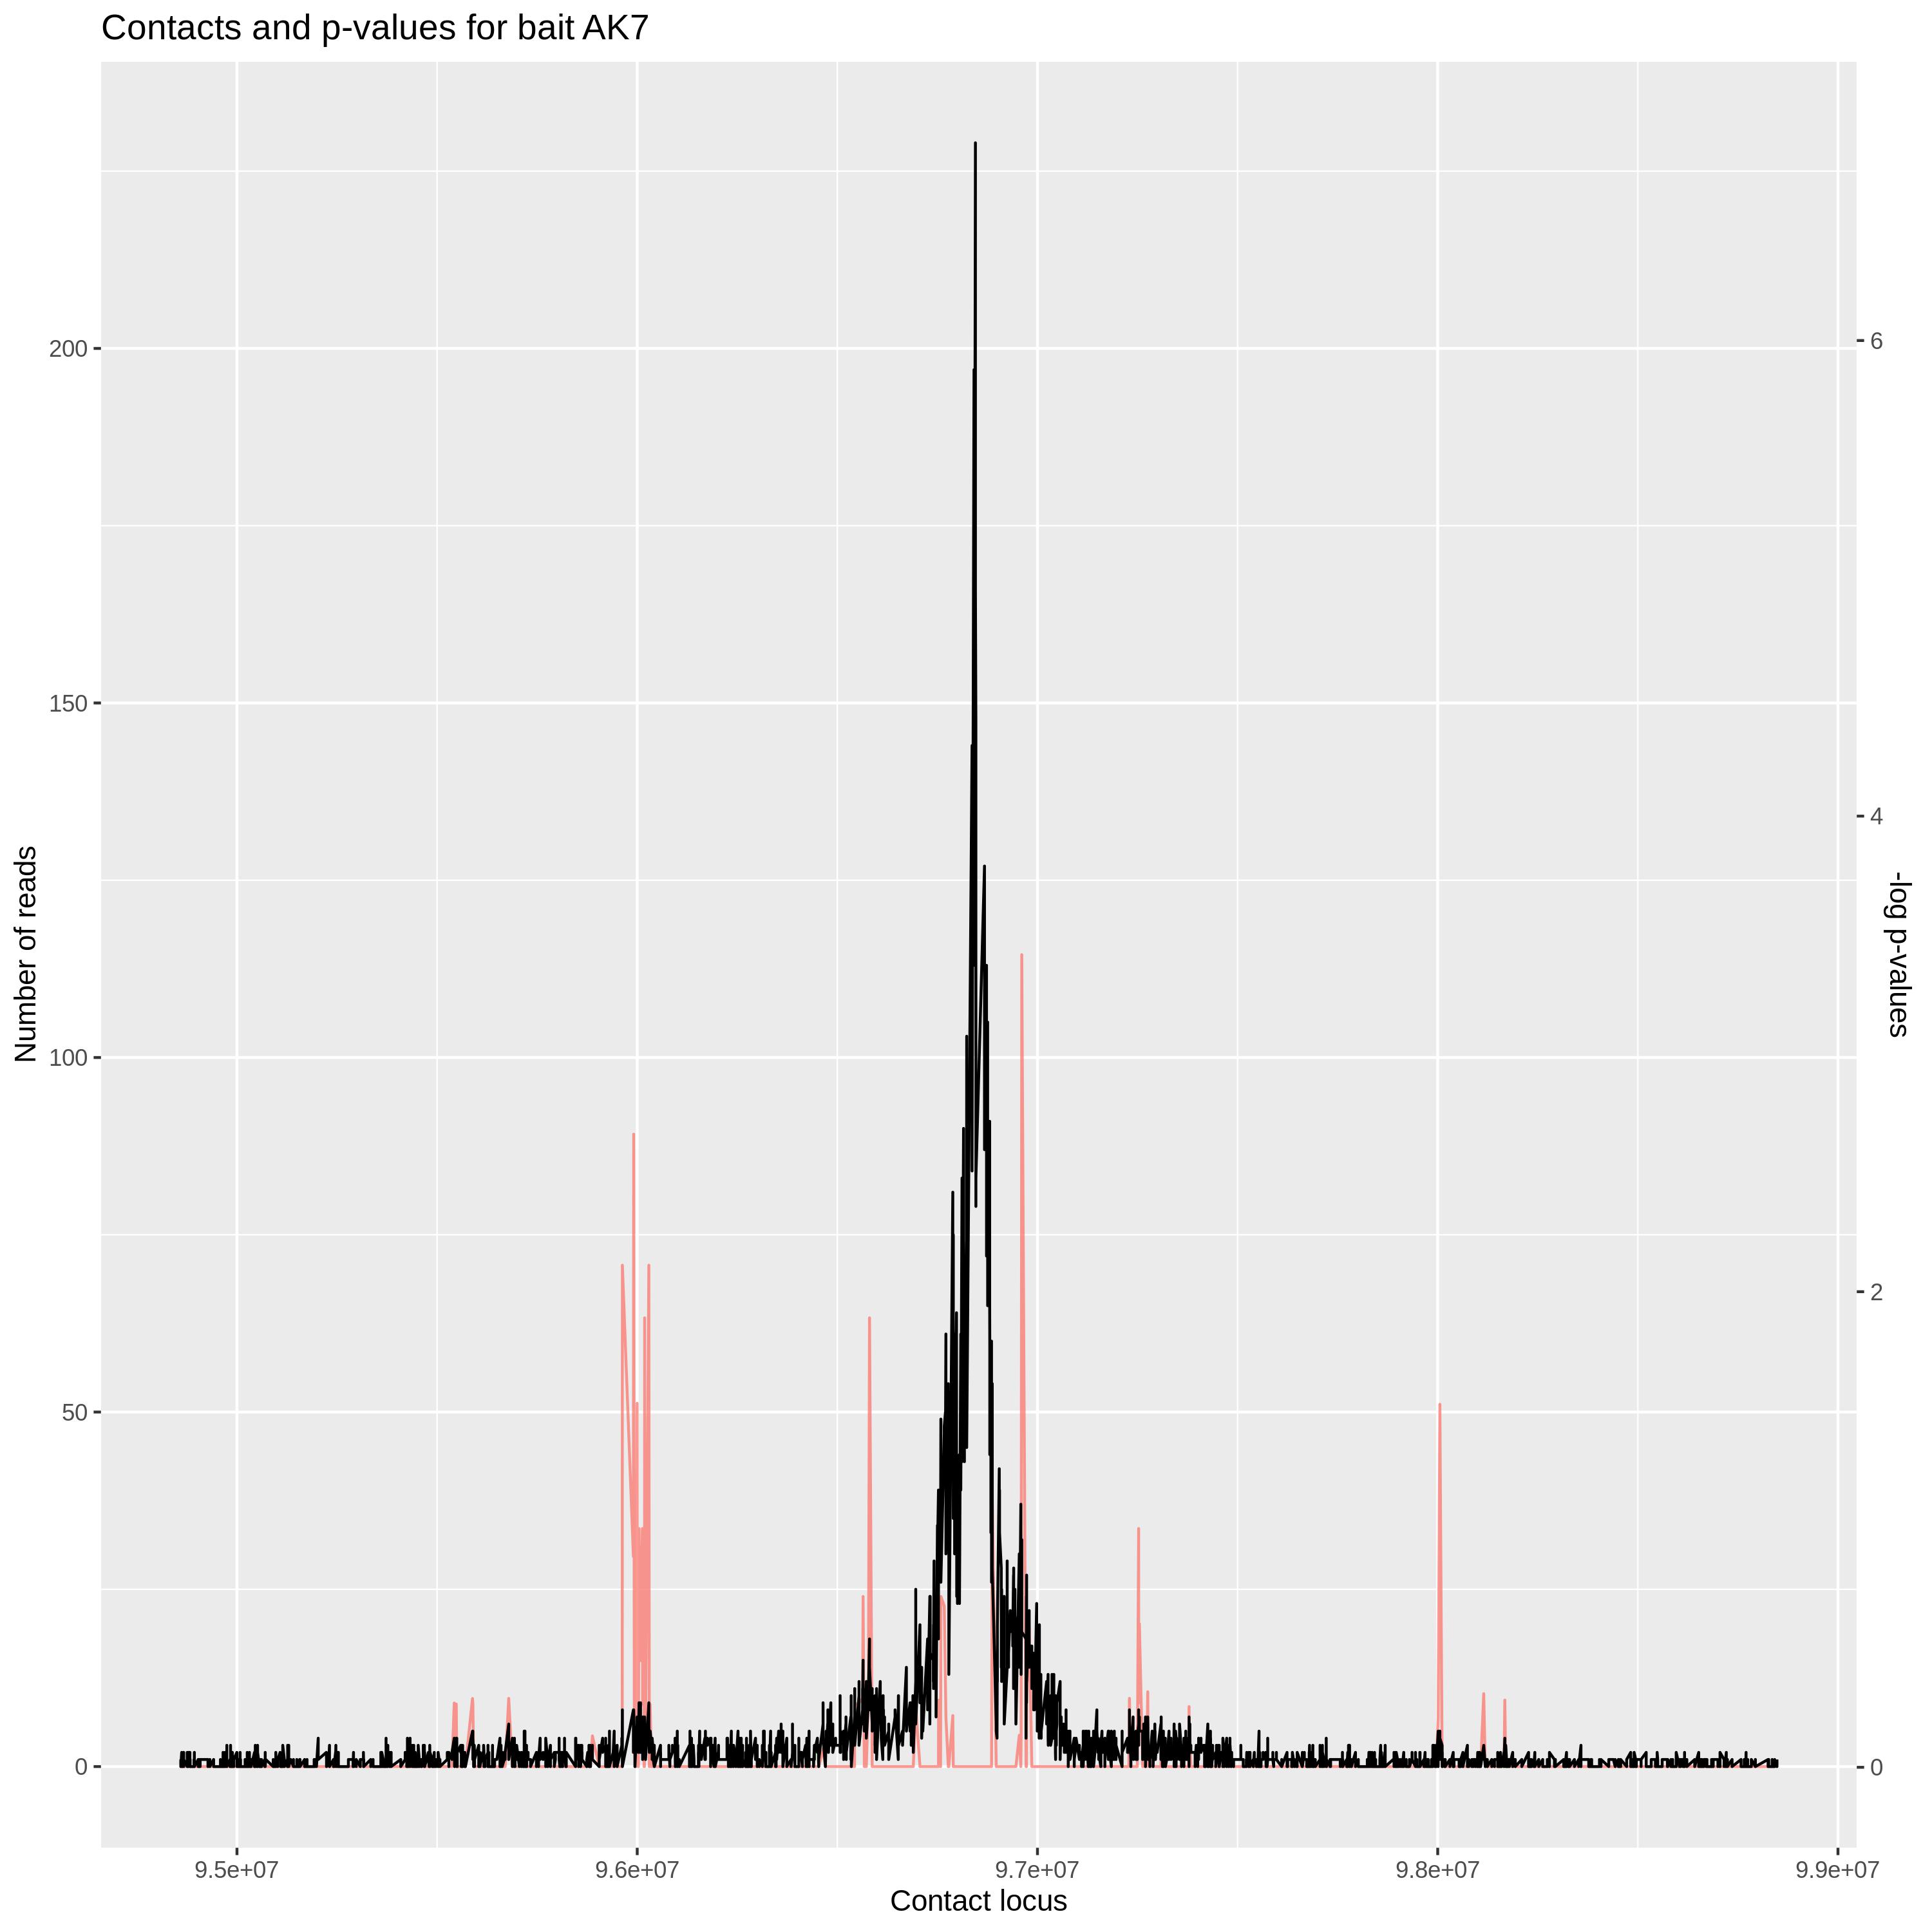 Contacts and p-values for bait AK7
Number of reads
200
150
100
50
0
6
4
2
0
-log p-values
9.5e+07 9.6e+07 9.7e+07 9.8e+07 9.9e+07
Contact locus